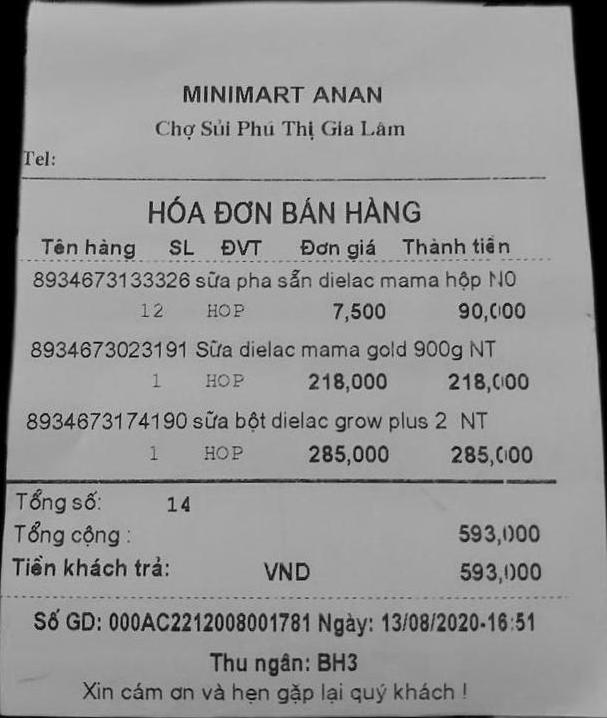 MINIMART ANAN
Chợ Sủi Phú Thị Gia Lâm
Tel:
HÓA ĐƠN BÁN HÀNG
Tên hàng SL ĐVT Đơn giá Thành tiền
8934673133326 sữa pha sẵn dielac mama hộp N0
12 HOP 7,500 90,000
8934673023191 Sữa dielac mama gold 900g NT
1 HOP 218,000 218,000
8934673174190 sữa bột dielac grow plus 2 NT
1 HOP 285,000 285,000
Tổng số: 14
Tổng cộng : 593,000
Tiền khách trả: VND 593,000
Số GD: 000AC2212008001781 Ngày: 13/08/2020-16:51
Thu ngân: BH3
Xin cám ơn và hẹn gặp lại quý khách !